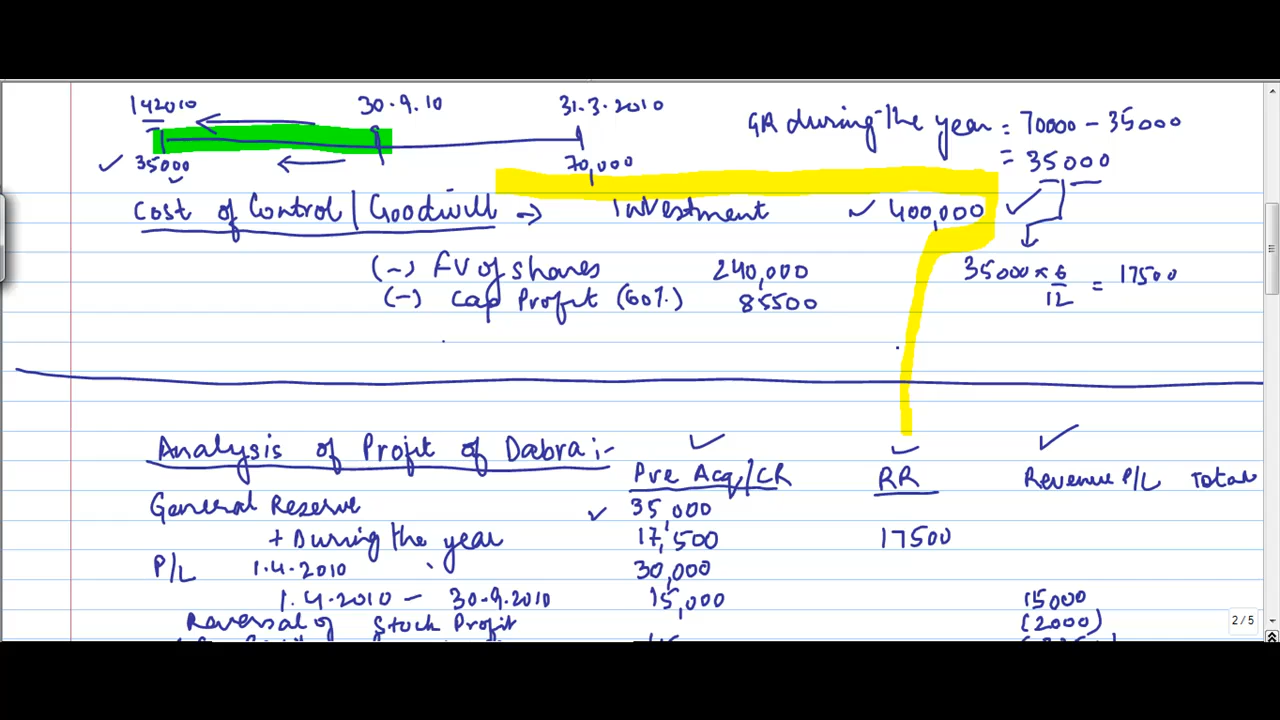 1 4 2010 30.9.10 31.3.2010
GR during the year = 70000 - 35000
35000 70,000 = 35000
Cost of Control | Goodwill → Investment 400,000
(-) FV of shares 240,000 35000 x 6/12 = 17500
(-) Cap Profit (60%) 85500
Analysis of Profit of Dabra :-
Pre Acq/CR RR Revenue P/L Total
General Reserve 35,000
+ During the year 17,500 17500
P/L 1.4.2010 30,000
1.4.2010 - 30.9.2010 15,000 15000
Reversal of Stock Profit (2000)
2/5